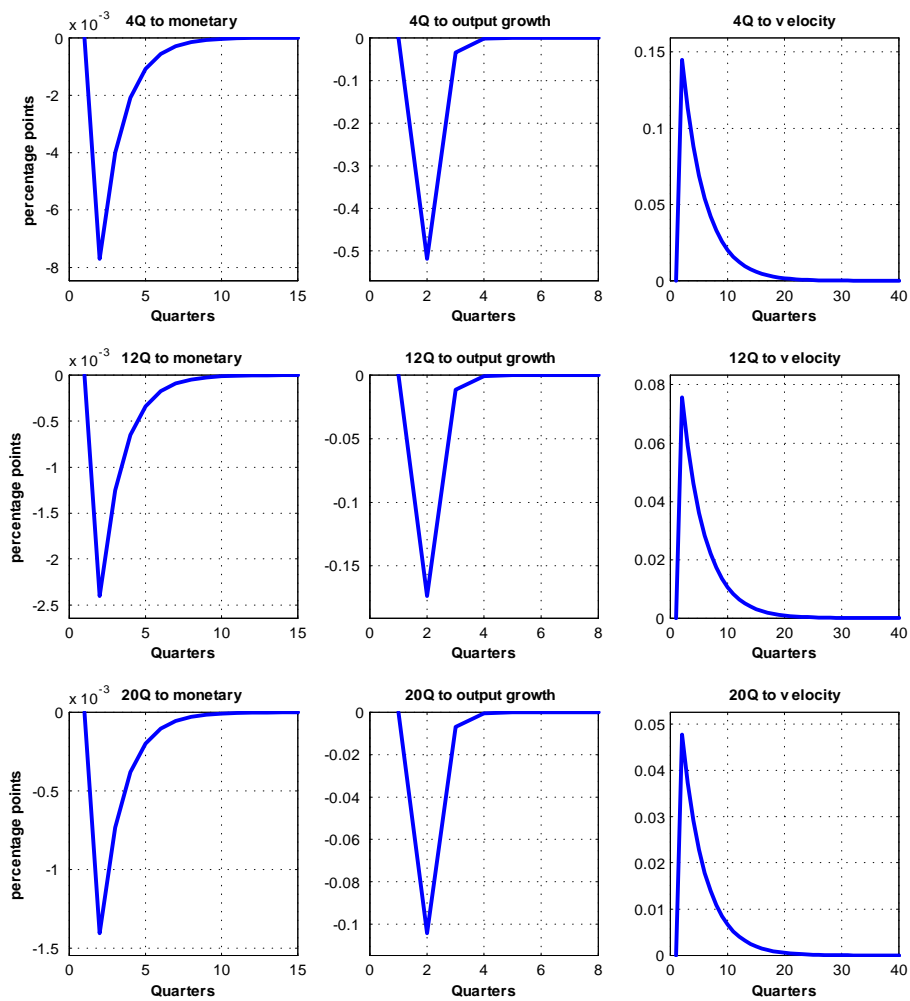 x 10-3
4Q to monetary
4Q to output growth
4Q to v elocity
percentage points
0
-2
-4
-6
-8
0 5 10 15
Quarters
0
-0.1
-0.2
-0.3
-0.4
-0.5
0 2 4 6 8
Quarters
0.15
0.1
0.05
0
0 10 20 30 40
Quarters
x 10-3
12Q to monetary
12Q to output growth
12Q to v elocity
percentage points
0
-0.5
-1
-1.5
-2
-2.5
0 5 10 15
Quarters
0
-0.05
-0.1
-0.15
0 2 4 6 8
Quarters
0.08
0.06
0.04
0.02
0
0 10 20 30 40
Quarters
x 10-3
20Q to monetary
20Q to output growth
20Q to v elocity
percentage points
0
-0.5
-1
-1.5
0 5 10 15
Quarters
0
-0.02
-0.04
-0.06
-0.08
-0.1
0 2 4 6 8
Quarters
0.05
0.04
0.03
0.02
0.01
0
0 10 20 30 40
Quarters